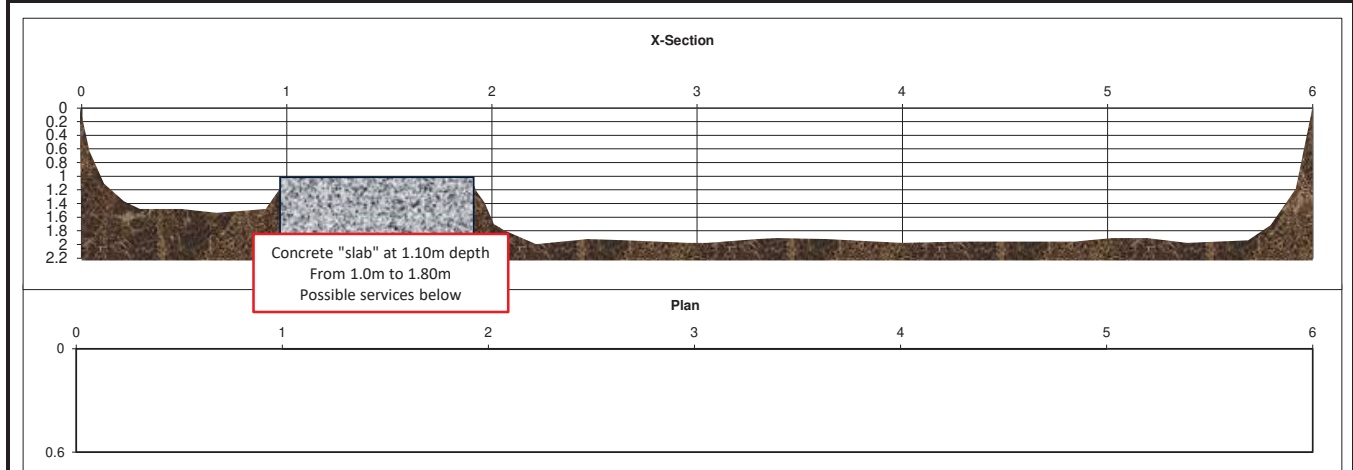 X-Section
0 1 2 3 4 5 6
0
0.2
0.4
0.6
0.8
1
1.2
1.4
1.6
1.8
2
2.2
Concrete "slab" at 1.10m depth
From 1.0m to 1.80m
Possible services below
Plan
0 1 2 3 4 5 6
0
0.6